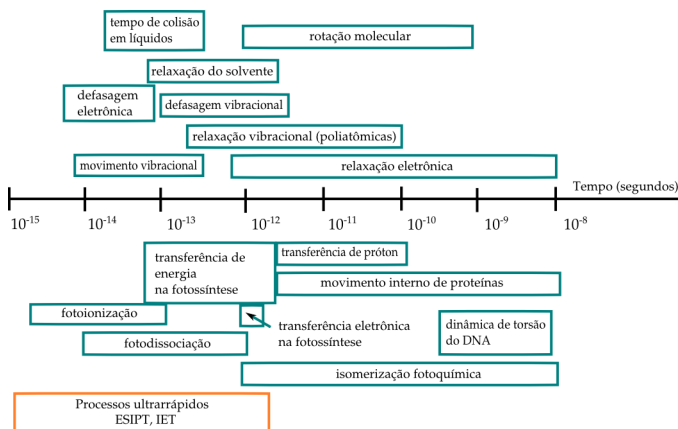 tempo de colisão
em líquidos
rotação molecular
relaxação do solvente
defasagem
eletrônica
defasagem vibracional
relaxação vibracional (poliatômicas)
movimento vibracional
relaxação eletrônica
Tempo (segundos)
10-15 10-14 10-13 10-12 10-11 10-10 10-9 10-8
transferência de
energia
na fotossíntese
transferência de próton
movimento interno de proteínas
fotoionização
transferência eletrônica
na fotossíntese
dinâmica de torsão
do DNA
fotodissociação
isomerização fotoquímica
Processos ultrarrápidos
ESIPT, IET